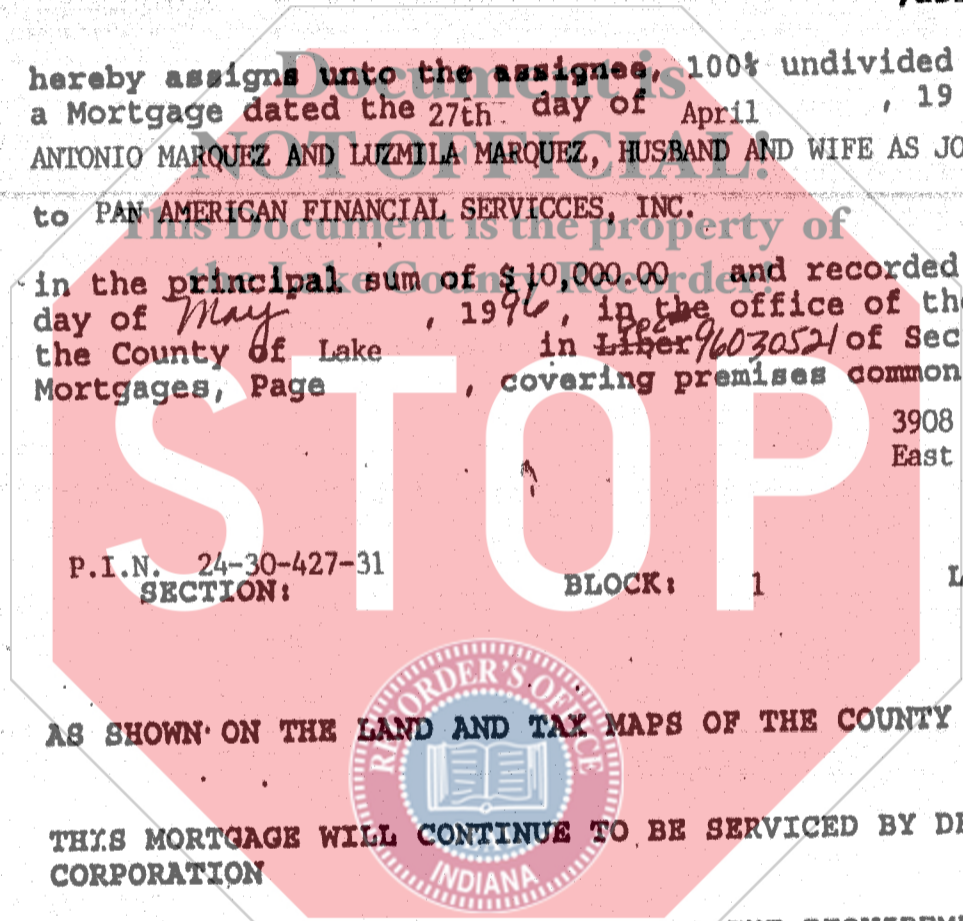 hereby assigns unto the assignee, 100% undivided
a Mortgage dated the 27th day of April , 19
ANTONIO MARQUEZ AND LUZMILA MARQUEZ, HUSBAND AND WIFE AS JO
to PAN AMERICAN FINANCIAL SERVICCES, INC.
in the principal sum of $10,000.00 and recorded
day of May , 1996, in the office of the
the County of Lake in Liber Doc 96030521 of Sec
Mortgages, Page , covering premises common
3908
East
P.I.N. 24-30-427-31
SECTION: BLOCK: 1 L
AS SHOWN ON THE LAND AND TAX MAPS OF THE COUNTY
THIS MORTGAGE WILL CONTINUE TO BE SERVICED BY DE
CORPORATION
Document is
NOT OFFICIAL!
This Document is the property of
the Lake County Recorder!
STOP
RECORDER'S OFFICE
INDIANA